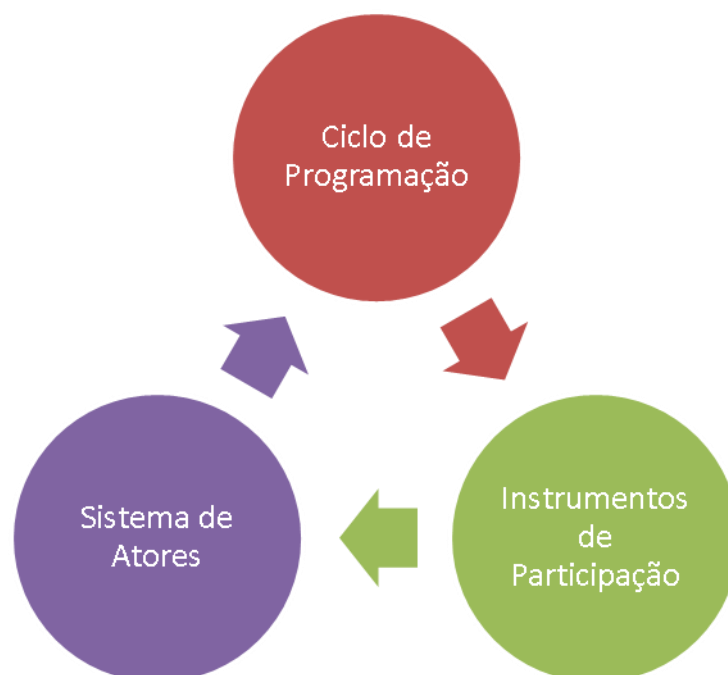 Ciclo de
Programação
Instrumentos
de
Participação
Sistema de
Atores